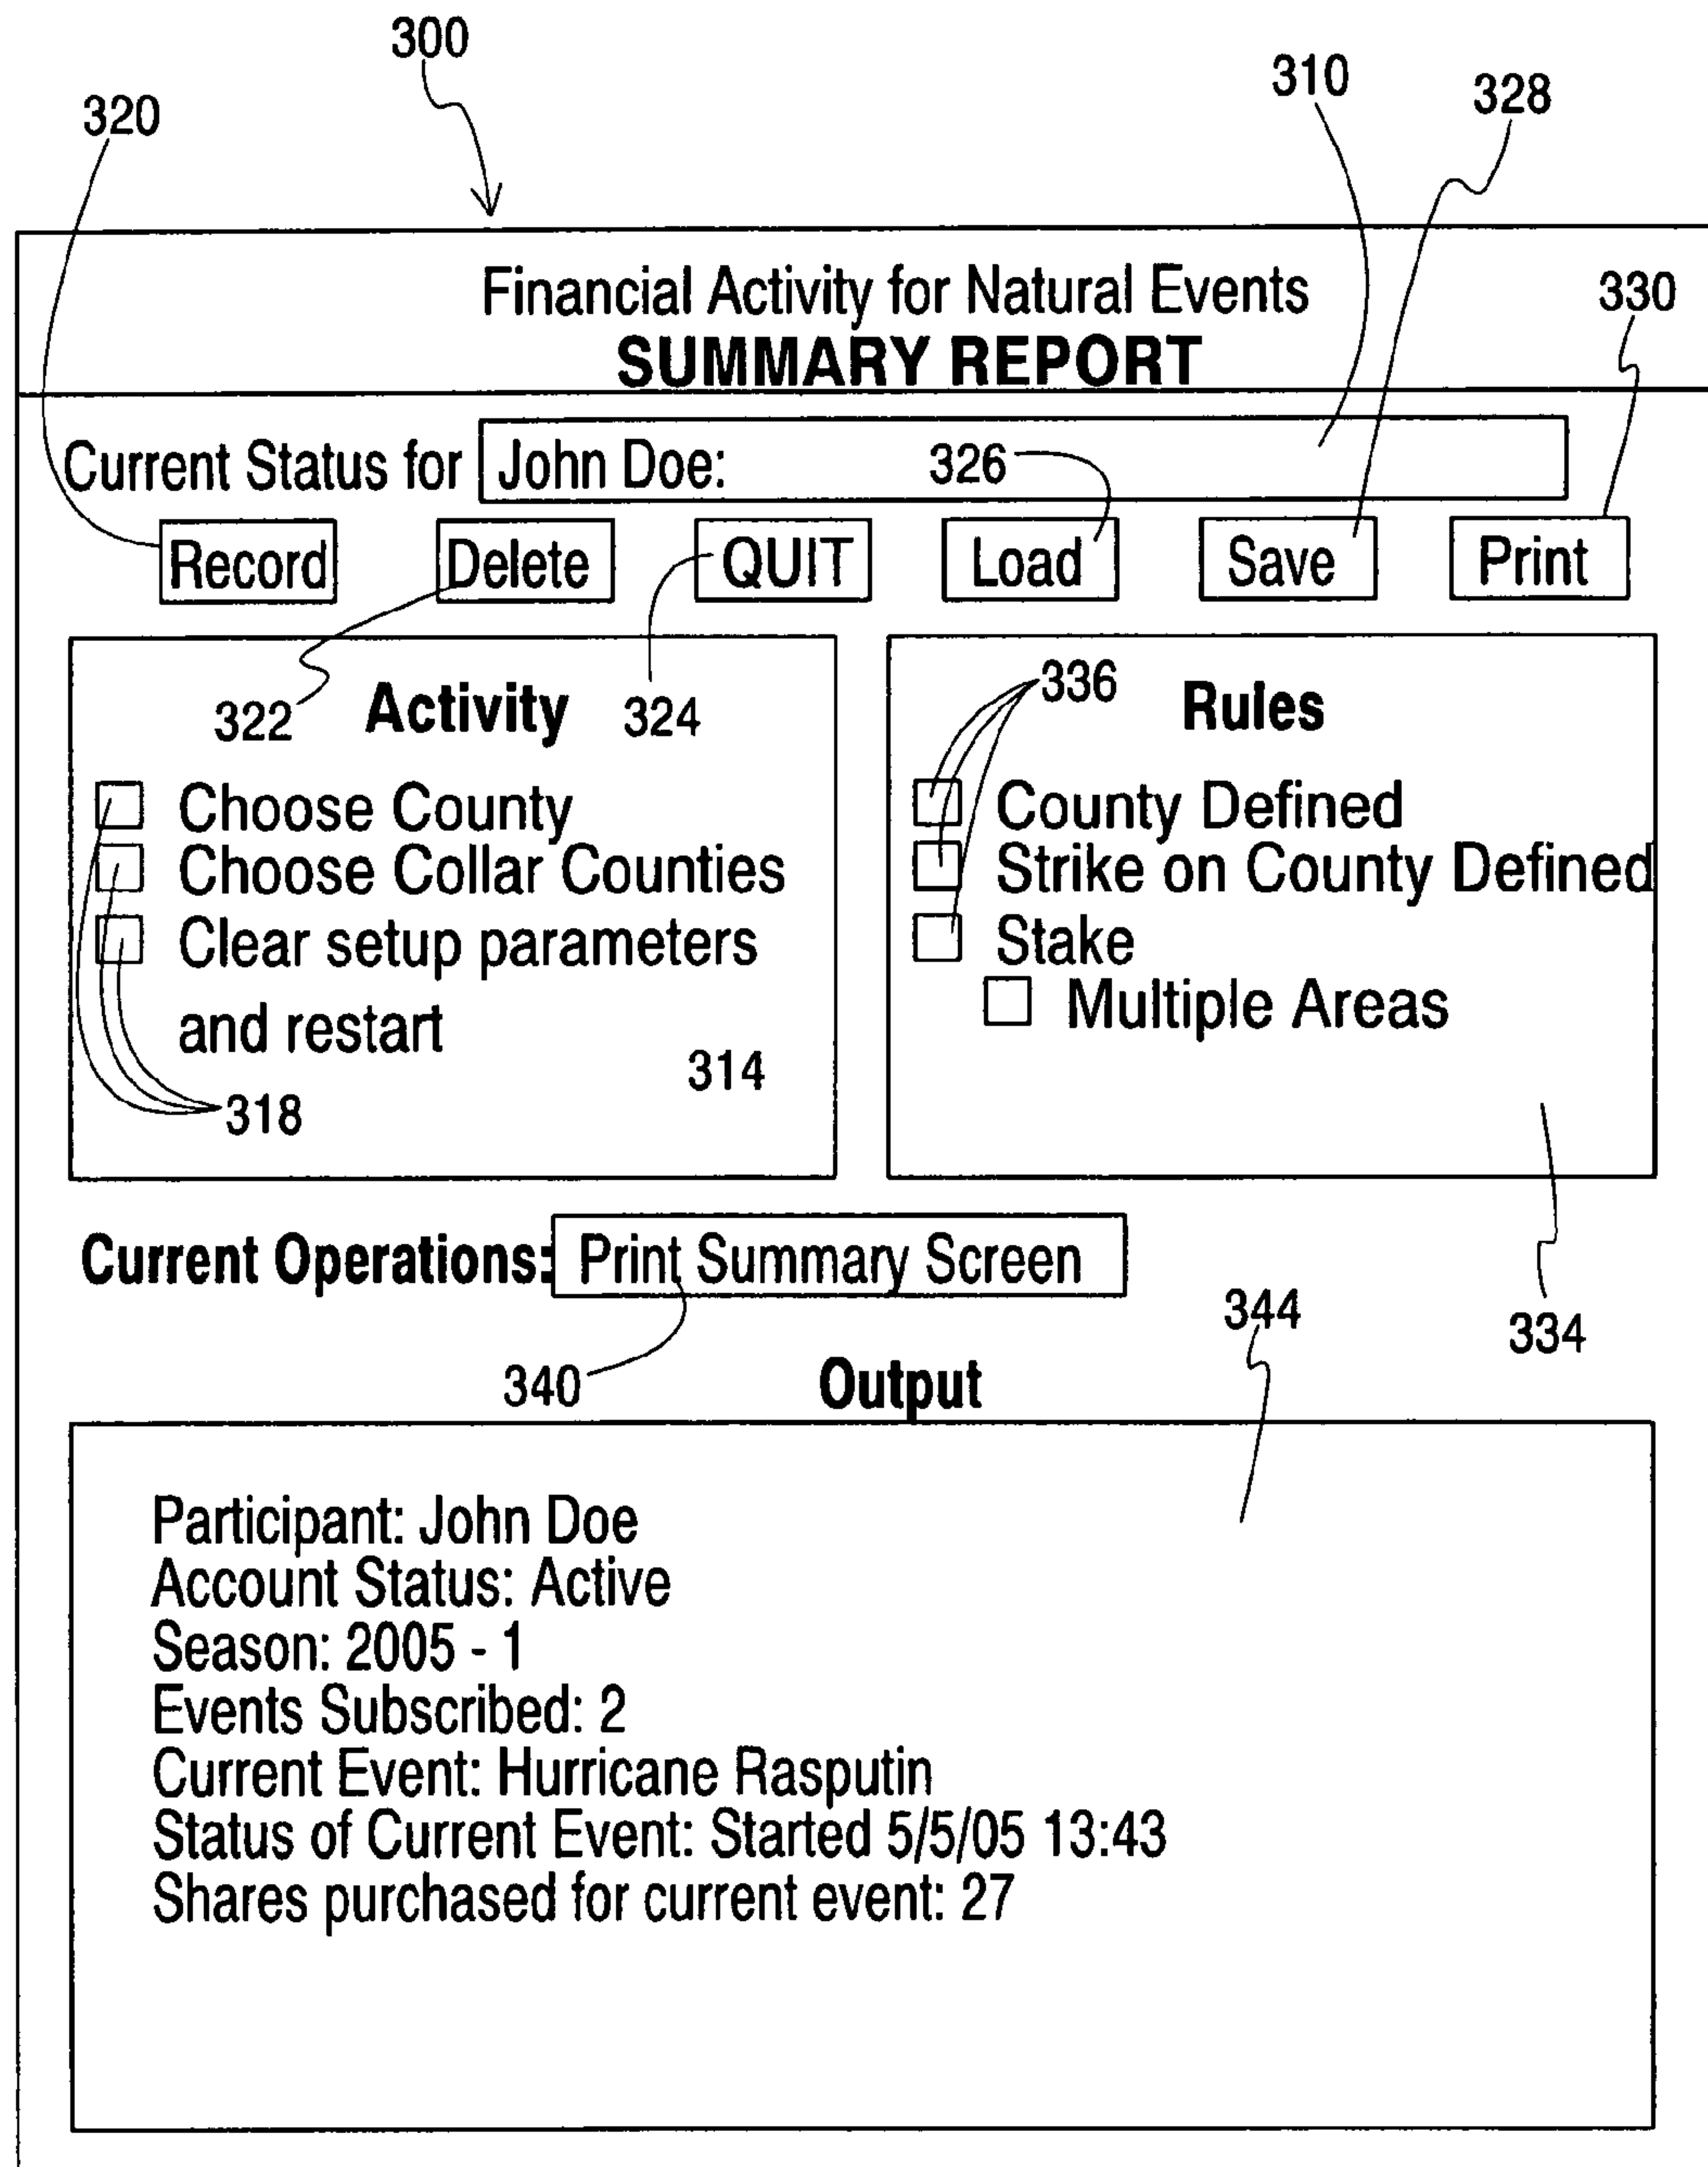 300
310
328
320
Financial Activity for Natural Events
330
SUMMARY REPORT
Current Status for John Doe: 326
Record Delete QUIT Load Save Print
322 Activity 324
Choose County
Choose Collar Counties
Clear setup parameters
and restart
314
318
336 Rules
County Defined
Strike on County Defined
Stake
Multiple Areas
334
Current Operations: Print Summary Screen
344
340
Output
Participant: John Doe
Account Status: Active
Season: 2005 - 1
Events Subscribed: 2
Current Event: Hurricane Rasputin
Status of Current Event: Started 5/5/05 13:43
Shares purchased for current event: 27